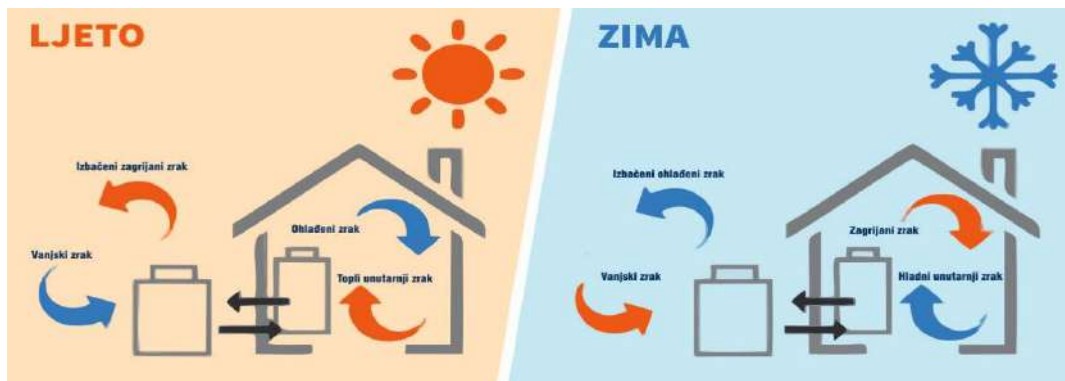 LJETO
Izbačeni zagrijani zrak
Ohlađeni zrak
Vanjski zrak
Topli unutarnji zrak
ZIMA
Izbačeni ohlađeni zrak
Zagrijani zrak
Vanjski zrak
Hladni unutarnji zrak